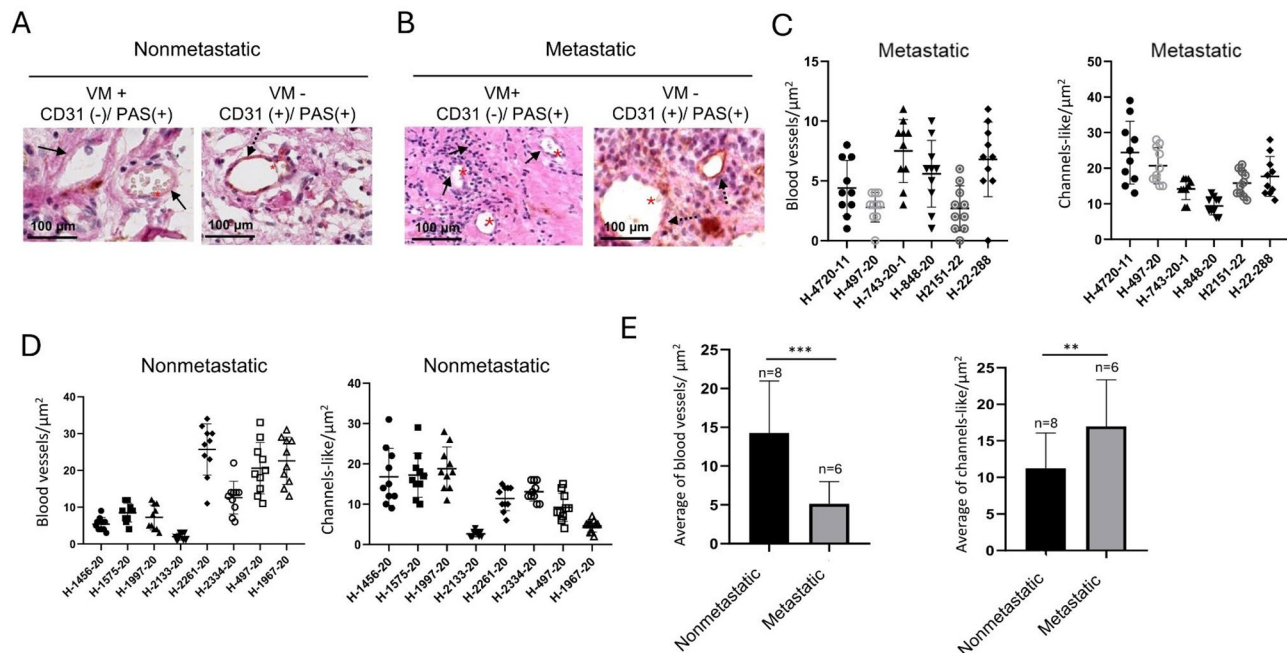 A
Nonmetastatic
VM +
CD31 (-)/ PAS(+)
VM -
CD31 (+)/ PAS(+)
100 µm
100 µm
B
Metastatic
VM+
CD31 (-)/ PAS(+)
VM -
CD31 (+)/ PAS(+)
100 µm
100 µm
C
Metastatic
Blood vessels/µm²
15
10
5
0
H-4720-11
H-497-20
H-743-20-1
H-848-20
H2151-22
H-22-288
Metastatic
Channels-like/µm²
50
40
30
20
10
0
H-4720-11
H-497-20
H-743-20-1
H-848-20
H2151-22
H-22-288
D
Nonmetastatic
Blood vessels/µm²
40
30
20
10
0
H-1456-20
H-1575-20
H-1997-20
H-2133-20
H-2261-20
H-2334-20
H-497-20
H-1967-20
Nonmetastatic
Channels-like/µm²
40
30
20
10
0
H-1456-20
H-1575-20
H-1997-20
H-2133-20
H-2261-20
H-2334-20
H-497-20
H-1967-20
E
Average of blood vessels/ µm²
25
20
15
10
5
0
***
n=8
n=6
Nonmetastatic
Metastatic
Average of channels-like/µm²
25
20
15
10
5
0
**
n=8
n=6
Nonmetastatic
Metastatic